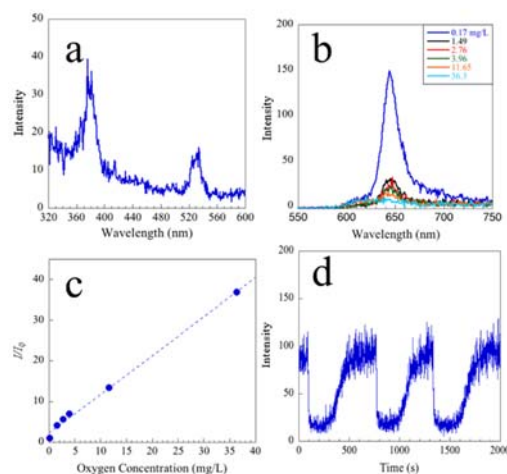 a
Intensity
50
40
30
20
10
0
320 360 400 440 480 520 560 600
Wavelength (nm)
b
Intensity
200
150
100
50
0
0.17 mg/L
1.49
2.76
3.96
11.65
36.3
550 600 650 700 750
Wavelength (nm)
c
I/I0
40
30
20
10
0
0 5 10 15 20 25 30 35 40
Oxygen Concentration (mg/L)
d
Intensity
200
150
100
50
0
0 500 1000 1500 2000
Time (s)